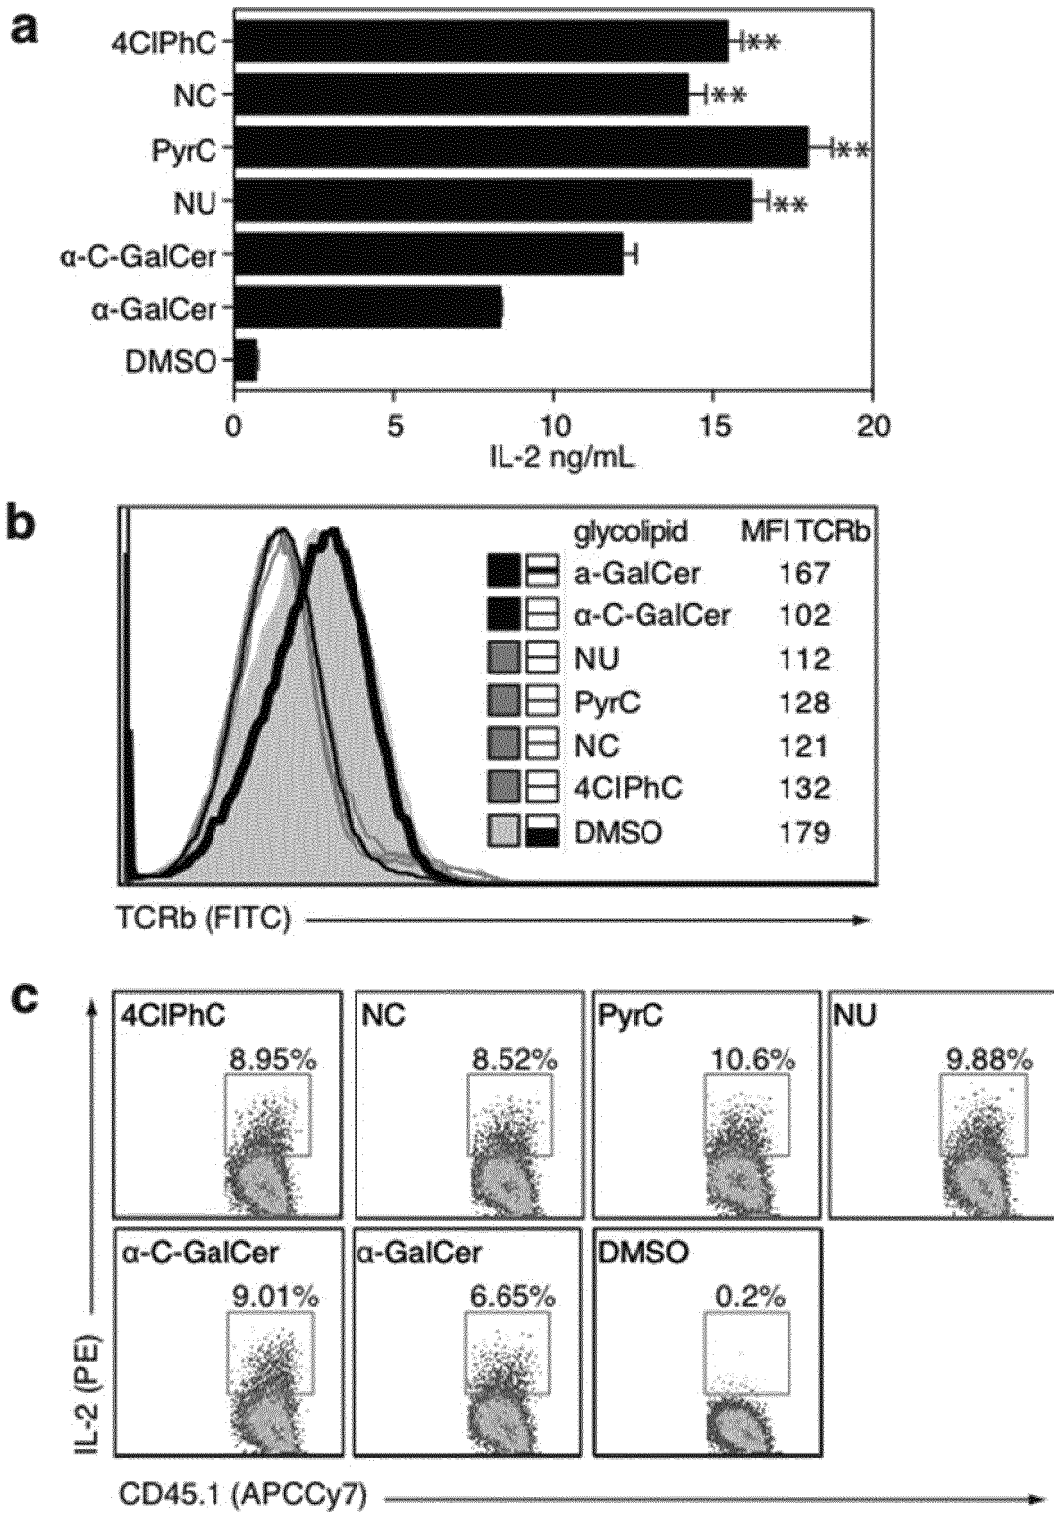 a
4ClPhC
**
NC
**
PyrC
**
NU
**
α-C-GalCer
α-GalCer
DMSO
0 5 10 15 20
IL-2 ng/mL
b
glycolipid MFI TCRb
a-GalCer 167
α-C-GalCer 102
NU 112
PyrC 128
NC 121
4ClPhC 132
DMSO 179
TCRb (FITC)
c
4ClPhC NC PyrC NU
8.95% 8.52% 10.6% 9.88%
α-C-GalCer α-GalCer DMSO
9.01% 6.65% 0.2%
IL-2 (PE)
CD45.1 (APCCy7)